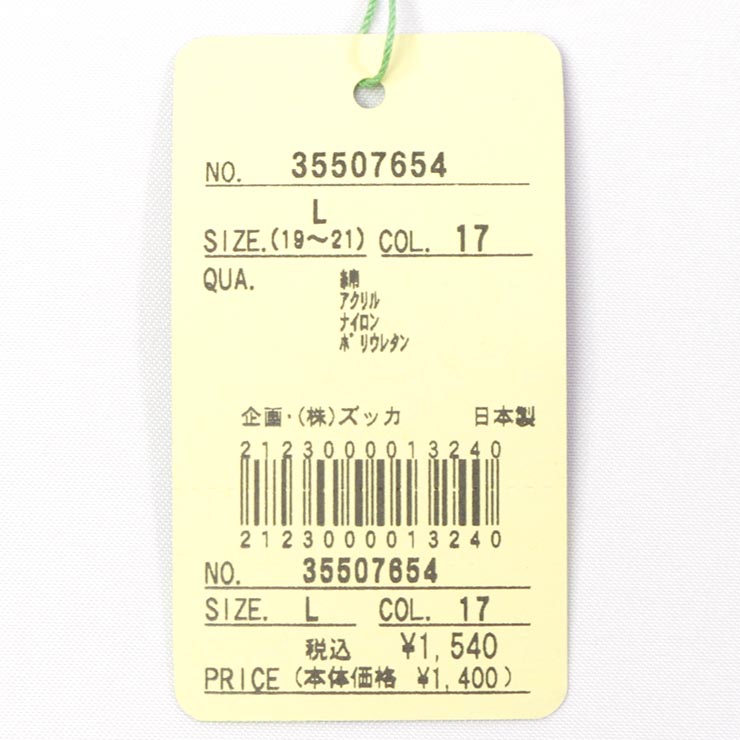 NO. 35507654
L
SIZE.(19～21) COL. 17
QUA. 綿
アクリル
ナイロン
ポリウレタン
企画・(株)ズッカ 日本製
2123000013240
2123000013240
NO. 35507654
SIZE. L COL. 17
税込 ¥1,540
PRICE (本体価格 ¥1,400)